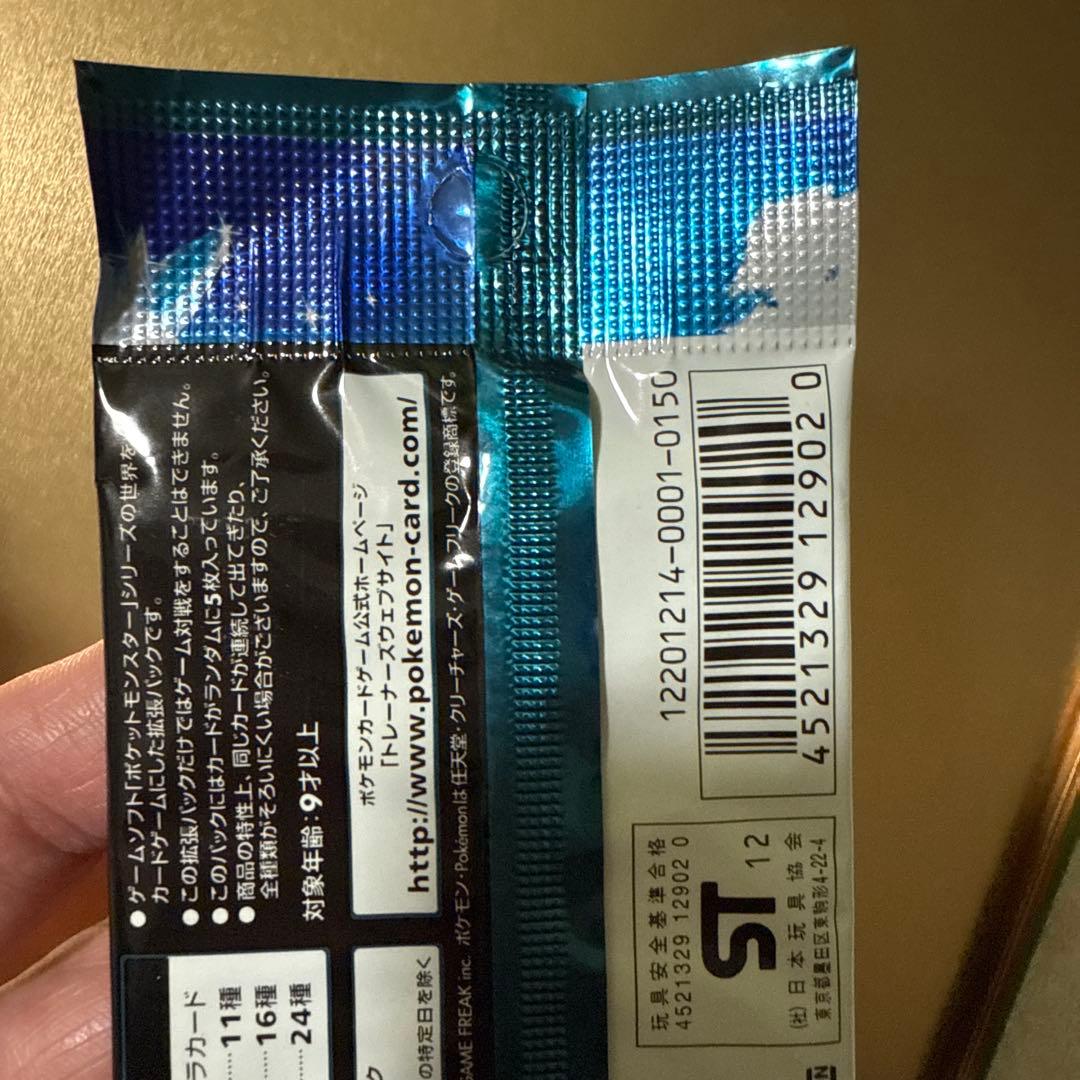 ●ゲームソフト「ポケットモンスター」シリーズの世界を
カードゲームにした拡張パックです。
●この拡張パックだけではゲーム対戦をすることはできません。
●このパックにはカードがランダムに5枚入っています。
●商品の特性上、同じカードが連続して出てきたり、
全種類がそろいにくい場合がございますので、ご了承ください。
対象年齢:9才以上
ポケモンカードゲーム公式ホームページ
「トレーナーズウェブサイト」
http://www.pokemon-card.com/
ポケモン・Pokémonは任天堂・クリーチャーズ・ゲームフリークの登録商標です。
GAME FREAK inc.
ラカード
……11種
……16種
……24種
ク
の特定日を除く
12201214-0001-0150
4521329129020
玩具安全基準合格
4521329 12902 0
ST 12
(社)日本玩具協会
東京都墨田区東駒形4-22-4